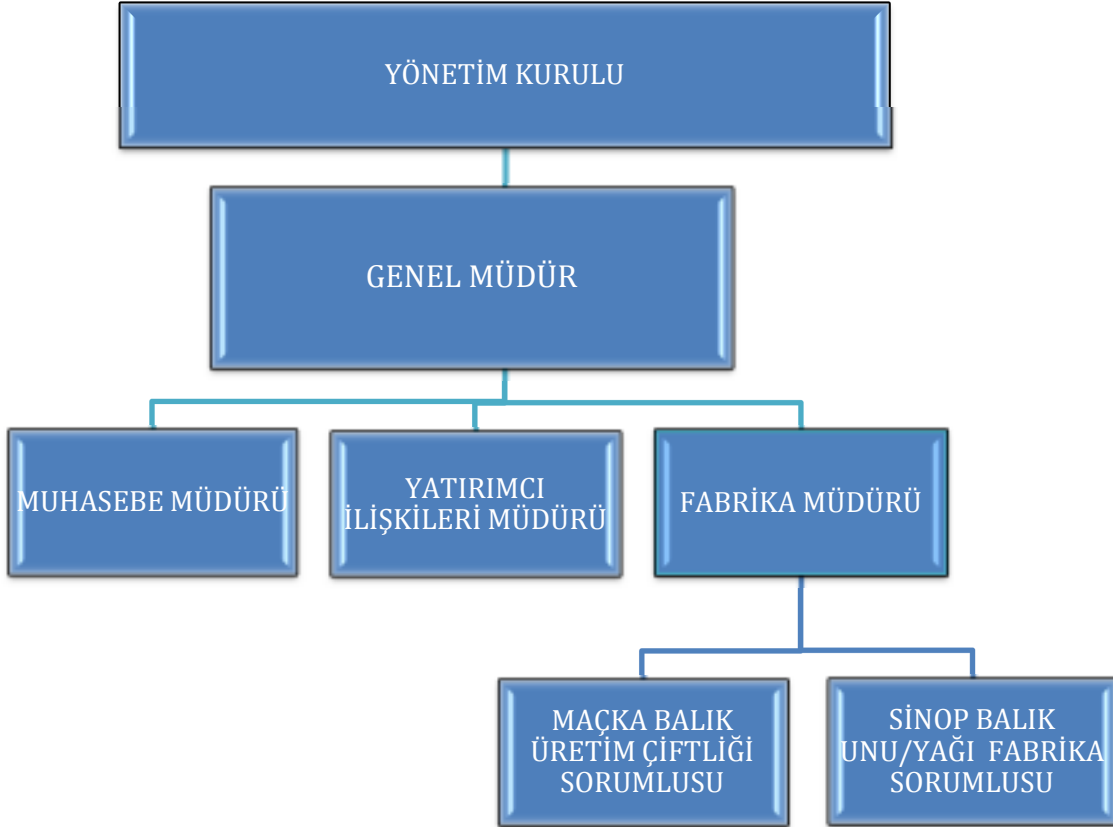 YÖNETİM KURULU
GENEL MÜDÜR
MUHASEBE MÜDÜRÜ
YATIRIMCI
İLİŞKİLERİ MÜDÜRÜ
FABRİKA MÜDÜRÜ
MAÇKA BALIK
ÜRETİM ÇİFTLİĞİ
SORUMLUSU
SİNOP BALIK
UNU/YAĞI FABRİKA
SORUMLUSU